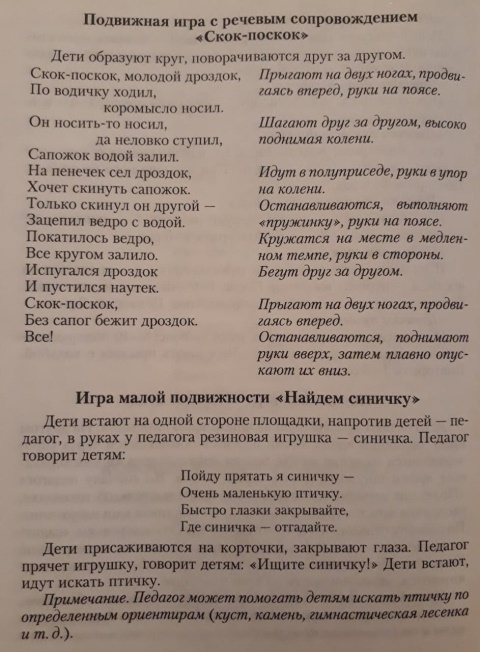 Подвижная игра с речевым сопровождением
«Скок-поскок»
Дети образуют круг, поворачиваются друг за другом.
Скок-поскок, молодой дроздок,
По водичку ходил,
коромысло носил.
Он носить-то носил,
да неловко ступил,
Сапожок водой залил.
На пенечек сел дроздок,
Хочет скинуть сапожок.
Только скинул он другой —
Зацепил ведро с водой.
Покатилось ведро,
Все кругом залило.
Испугался дроздок
И пустился наутек.
Скок-поскок,
Без сапог бежит дроздок.
Все!
Прыгают на двух ногах, продви-
гаясь вперед, руки на поясе.
Шагают друг за другом, высоко
поднимая колени.
Идут в полуприседе, руки в упор
на колени.
Останавливаются, выполняют
«пружинку», руки на поясе.
Кружатся на месте в медлен-
ном темпе, руки в стороны.
Бегут друг за другом.
Прыгают на двух ногах, продви-
гаясь вперед.
Останавливаются, поднимают
руки вверх, затем плавно опус-
кают их вниз.
Игра малой подвижности «Найдем синичку»
Дети встают на одной стороне площадки, напротив детей — пе-
дагог, в руках у педагога резиновая игрушка — синичка. Педагог
говорит детям:
Пойду прятать я синичку —
Очень маленькую птичку.
Быстро глазки закрывайте,
Где синичка — отгадайте.
Дети присаживаются на корточки, закрывают глаза. Педагог
прячет игрушку, говорит детям: «Ищите синичку!» Дети встают,
идут искать птичку.
Примечание. Педагог может помогать детям искать птичку по
определенным ориентирам (куст, камень, гимнастическая лесенка
и т. д.).